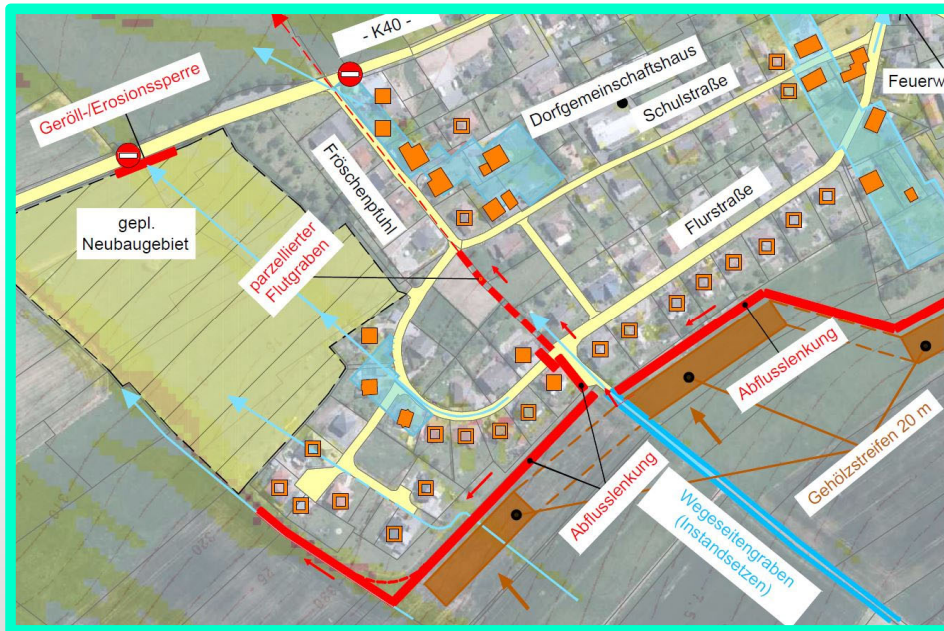 - K40 -
Geröll-/Erosionssperre
Dorfgemeinschaftshaus
Schulstraße
Feuerw
Fröschenpfuhl
gepl.
Neubaugebiet
Flurstraße
parzellierter
Flutgraben
Abflusslenkung
Gehölzstreifen 20 m
Abflusslenkung
Wegeseitengraben
(Instandsetzen)